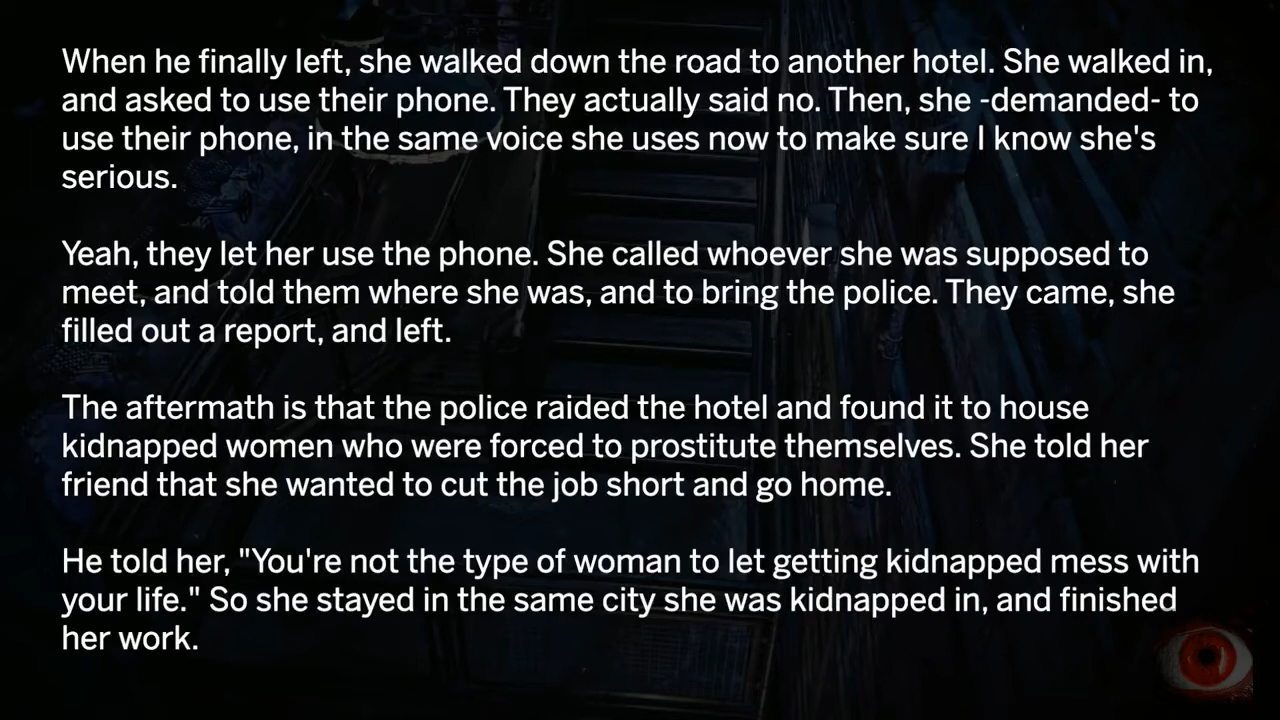 When he finally left, she walked down the road to another hotel. She walked in,
and asked to use their phone. They actually said no. Then, she -demanded- to
use their phone, in the same voice she uses now to make sure I know she's
serious.
Yeah, they let her use the phone. She called whoever she was supposed to
meet, and told them where she was, and to bring the police. They came, she
filled out a report, and left.
The aftermath is that the police raided the hotel and found it to house
kidnapped women who were forced to prostitute themselves. She told her
friend that she wanted to cut the job short and go home.
He told her, "You're not the type of woman to let getting kidnapped mess with
your life." So she stayed in the same city she was kidnapped in, and finished
her work.